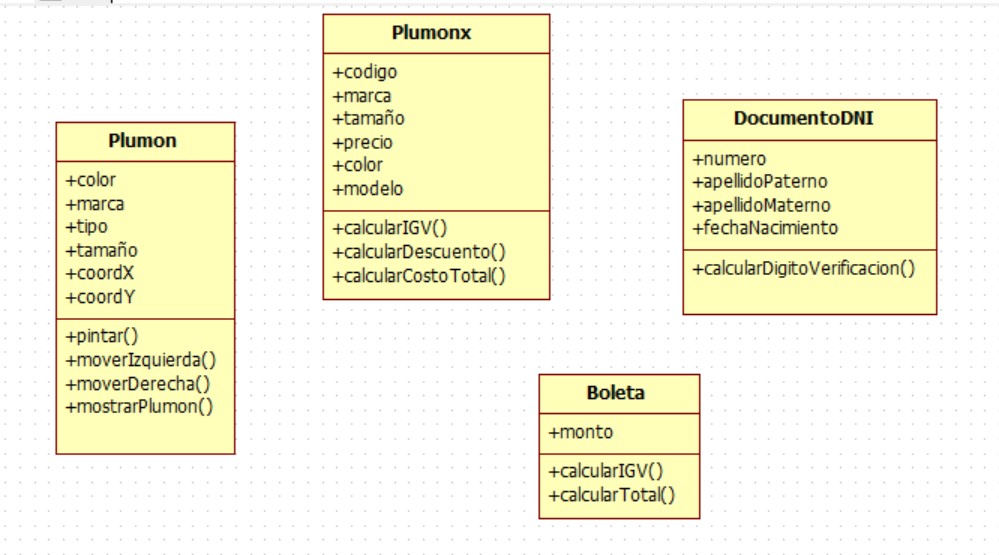 Plumon
+color
+marca
+tipo
+tamaño
+coordX
+coordY
+pintar()
+moverIzquierda()
+moverDerecha()
+mostrarPlumon()
Plumonx
+codigo
+marca
+tamaño
+precio
+color
+modelo
+calcularIGV()
+calcularDescuento()
+calcularCostoTotal()
DocumentoDNI
+numero
+apellidoPaterno
+apellidoMaterno
+fechaNacimiento
+calcularDigitoVerificacion()
Boleta
+monto
+calcularIGV()
+calcularTotal()